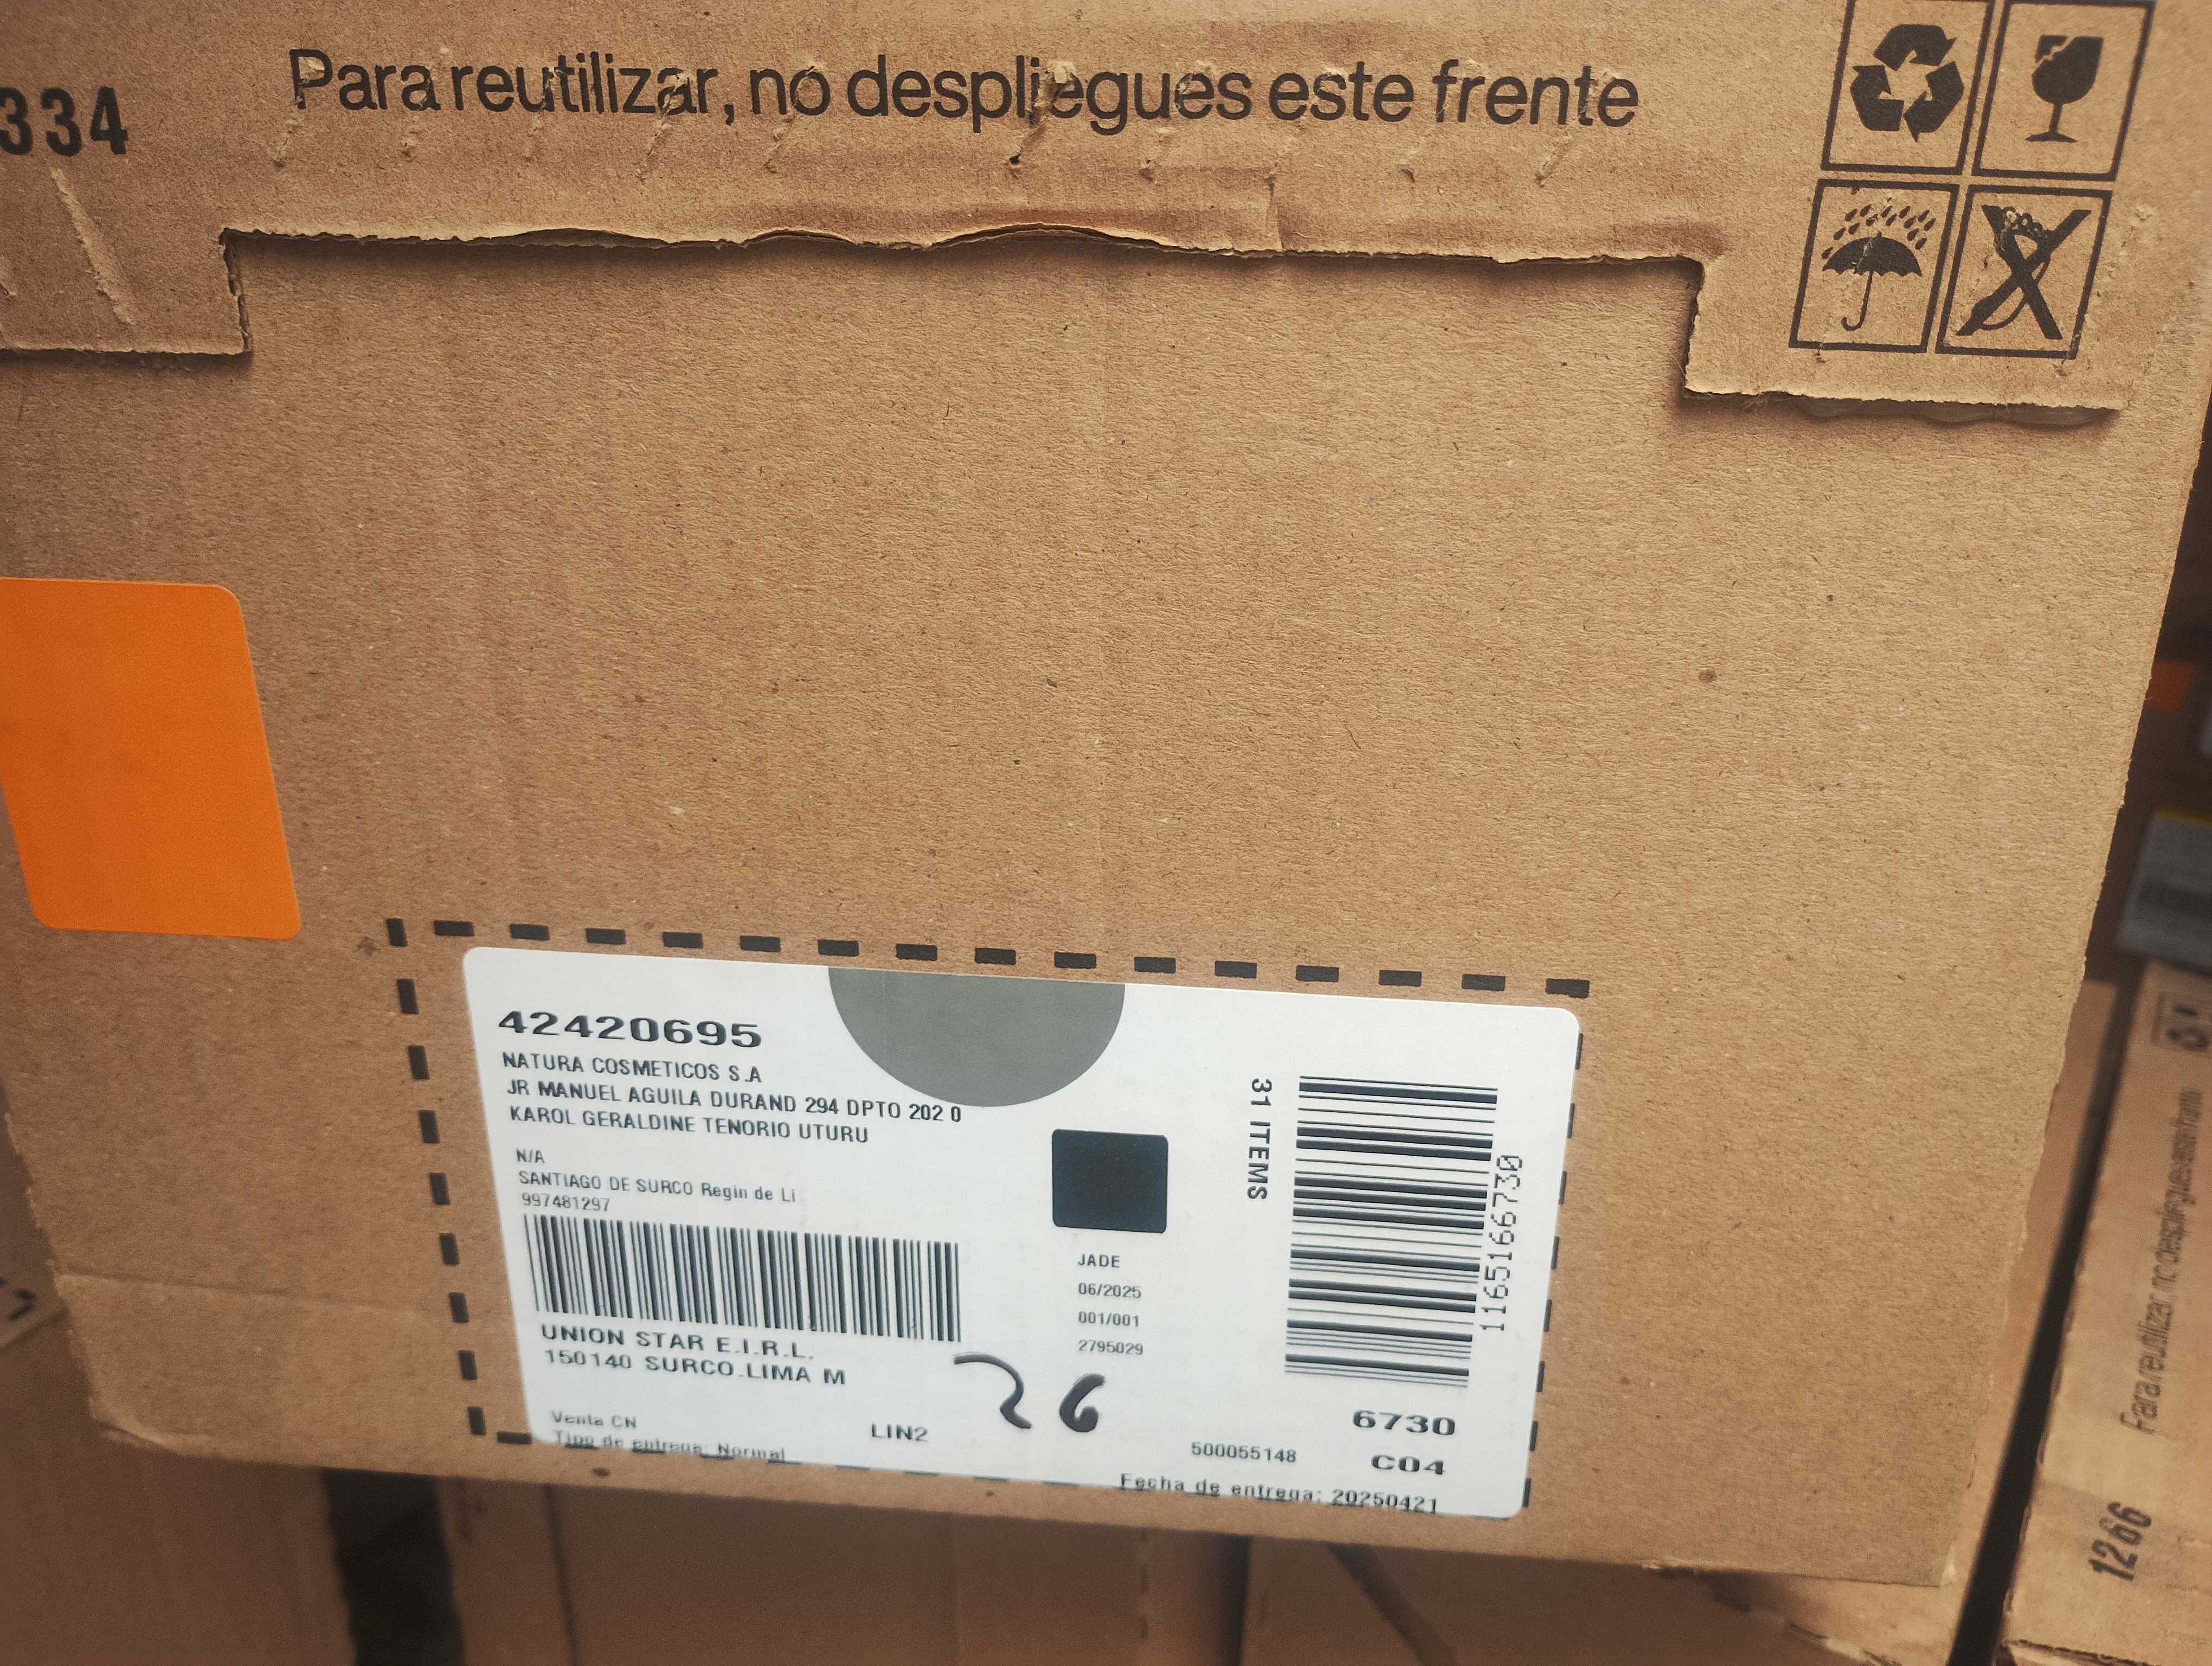 334
Para reutilizar, no despliegues este frente
42420695
NATURA COSMETICOS S.A
JR MANUEL AGUILA DURAND 294 DPTO 202 0
KAROL GERALDINE TENORIO UTURU
N/A
SANTIAGO DE SURCO Regin de Li
997481297
UNION STAR E.I.R.L.
150140 SURCO.LIMA M
Venta CN
Tipo de entrega: Normal
LIN2
26
JADE
06/2025
001/001
2795029
31 ITEMS
1165166730
6730
500055148
C04
Fecha de entrega: 20250421
Para reutilizar, no despliegues este frente
1266